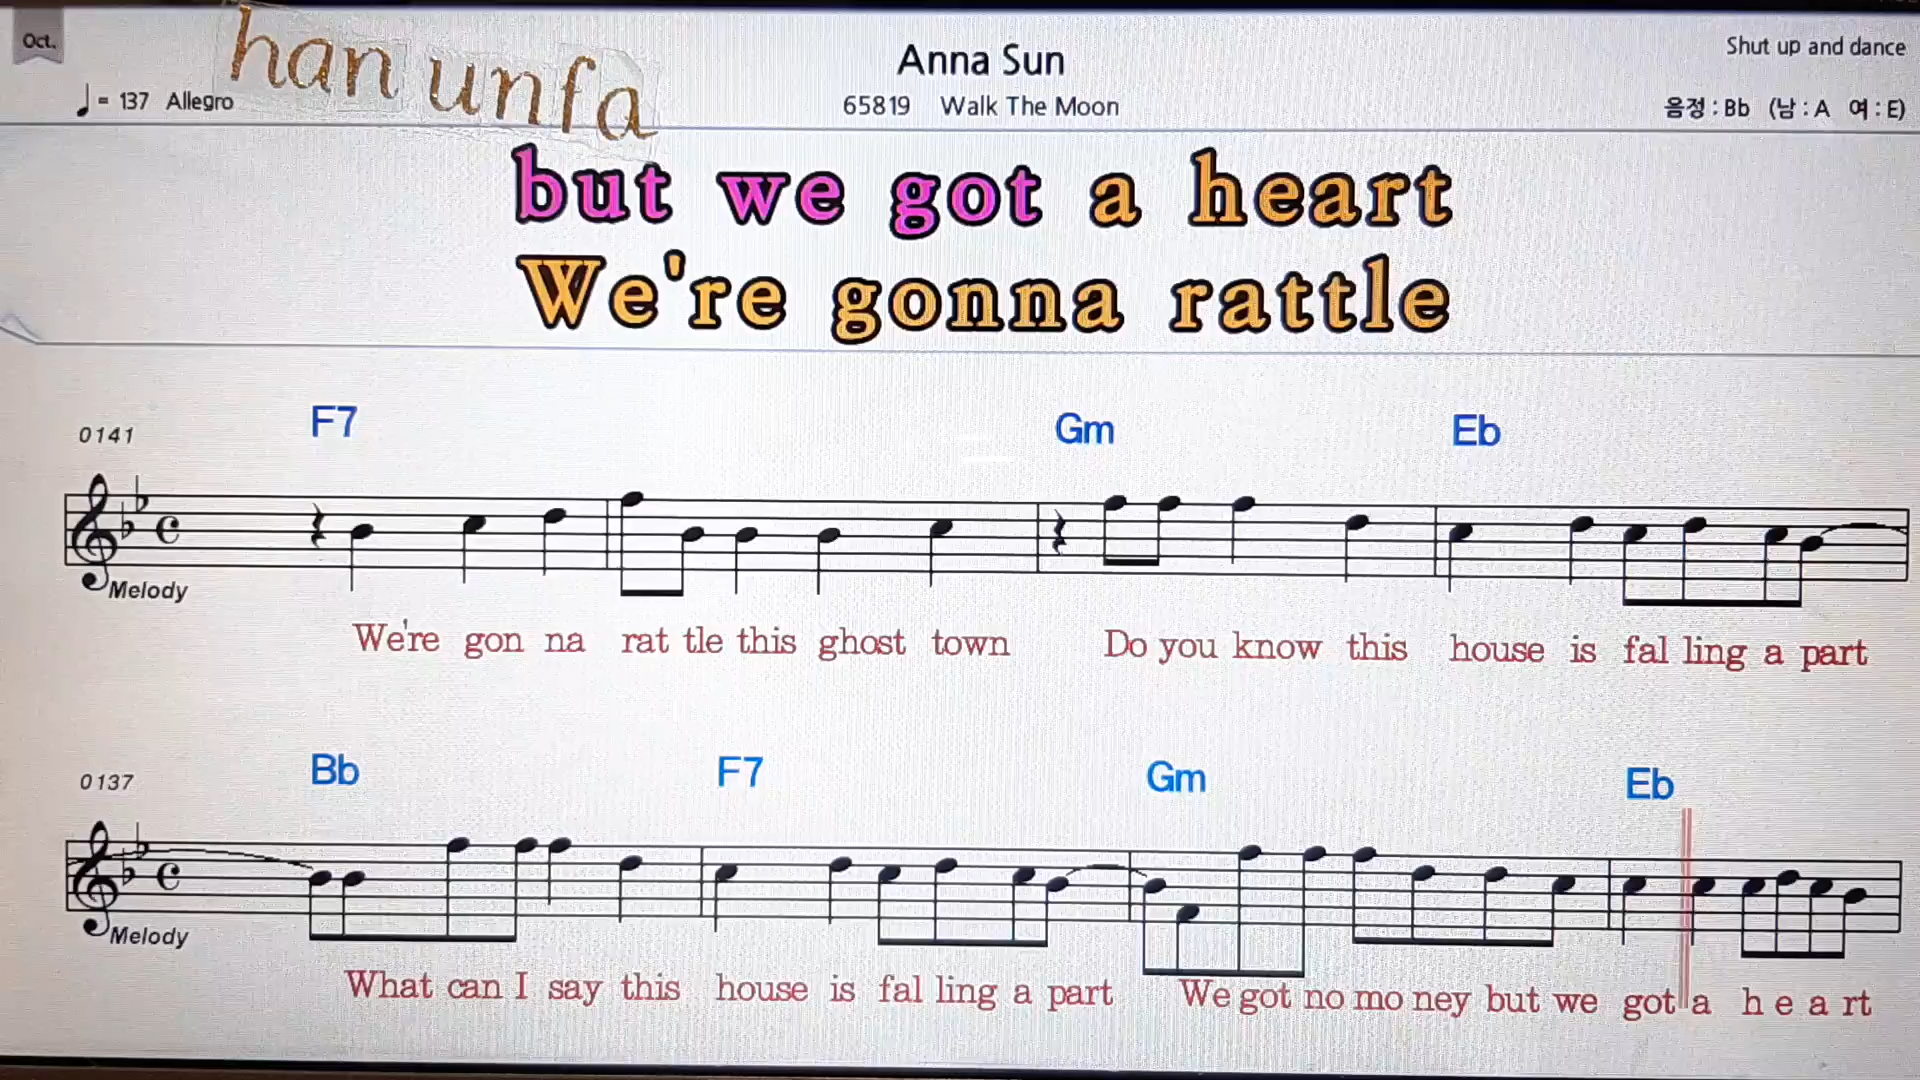 Oct.
han unfa
Anna Sun
Shut up and dance
♩= 137 Allegro
65819 Walk The Moon
음정 : Bb (남 : A 여 : E)
but we got a heart
We're gonna rattle
F7 Gm Eb
0141
Melody
We're gon na rat tle this ghost town Do you know this house is fal ling a part
Bb F7 Gm Eb
0137
Melody
What can I say this house is fal ling a part We got no mo ney but we got a h e a rt